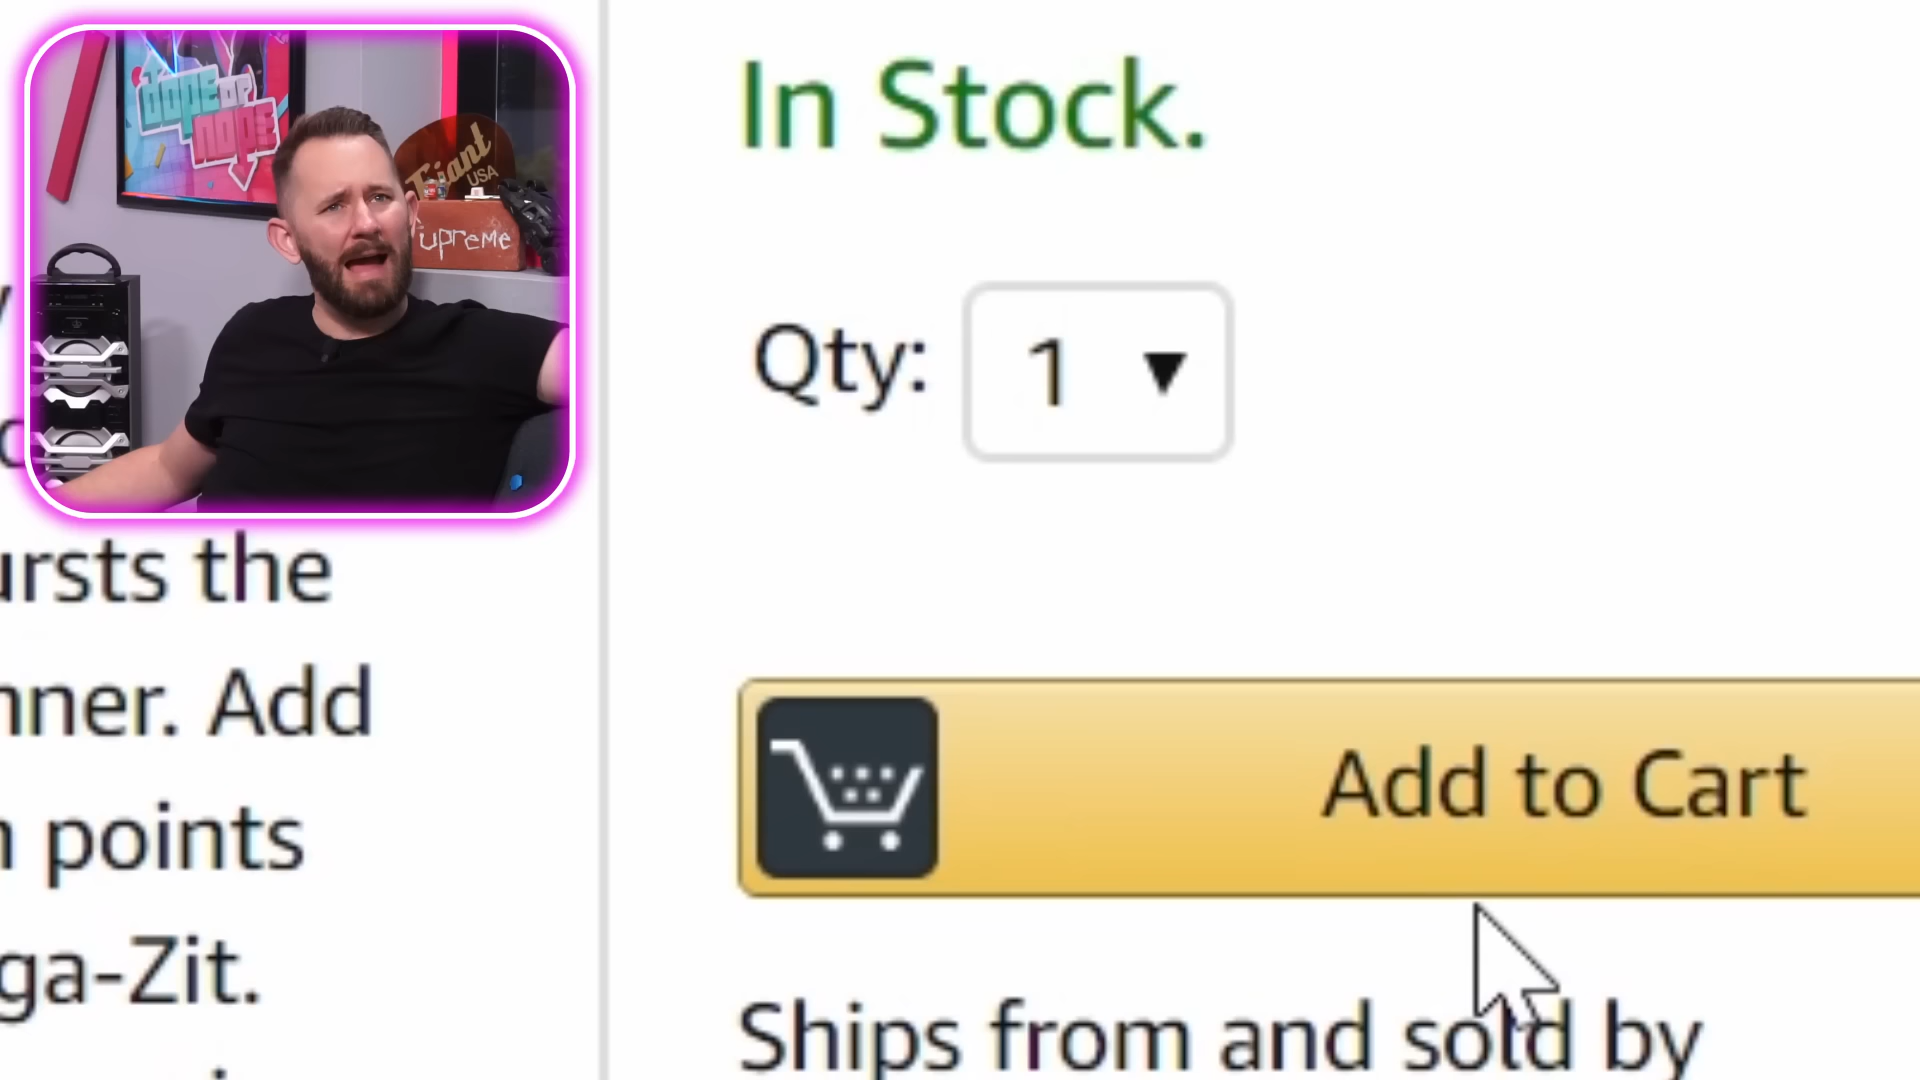 DOPE OR
NOPE
Giant
USA
upreme
In Stock.
Qty: 1
ursts the
nner. Add
points
ga-Zit.
Add to Cart
Ships from and sold by